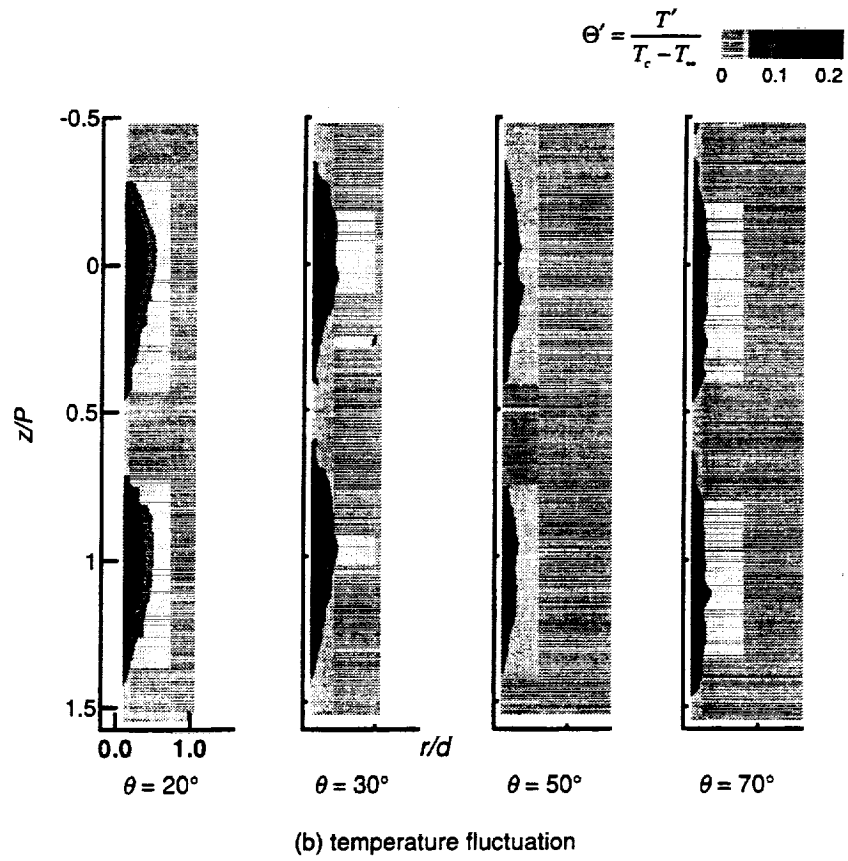 Θ' = T' / (T_c − T_∞)
0 0.1 0.2
-0.5
0
0.5
1
1.5
z/P
0.0 1.0 r/d
θ = 20° θ = 30° θ = 50° θ = 70°
(b) temperature fluctuation